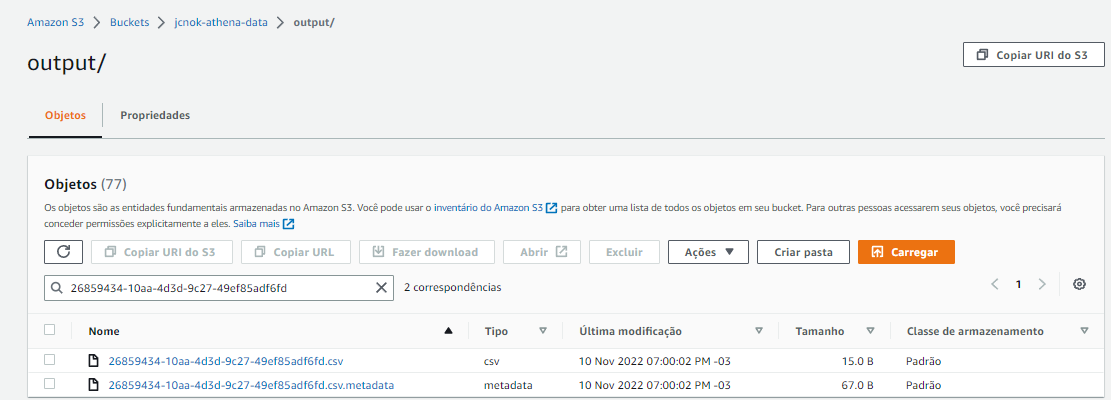 Amazon S3 > Buckets > jcnok-athena-data > output/
output/
Copiar URI do S3
Objetos Propriedades
Objetos (77)
Os objetos são as entidades fundamentais armazenadas no Amazon S3. Você pode usar o inventário do Amazon S3 para obter uma lista de todos os objetos em seu bucket. Para outras pessoas acessarem seus objetos, você precisará
conceder permissões explicitamente a eles. Saiba mais
Copiar URI do S3 Copiar URL Fazer download Abrir Excluir Ações Criar pasta Carregar
26859434-10aa-4d3d-9c27-49ef85adf6fd 2 correspondências 1
Nome Tipo Última modificação Tamanho Classe de armazenamento
26859434-10aa-4d3d-9c27-49ef85adf6fd.csv csv 10 Nov 2022 07:00:02 PM -03 15.0 B Padrão
26859434-10aa-4d3d-9c27-49ef85adf6fd.csv.metadata metadata 10 Nov 2022 07:00:02 PM -03 67.0 B Padrão